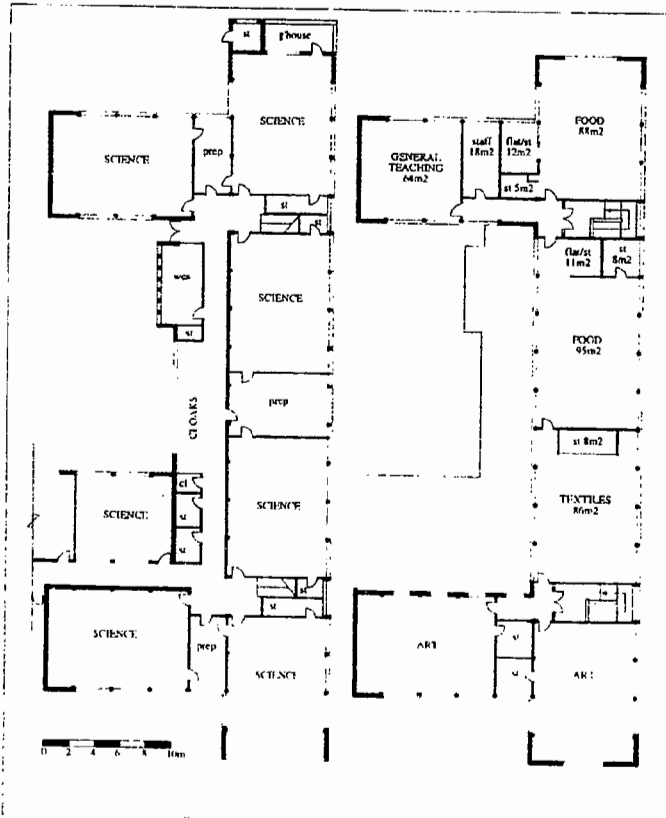 st
g'house
SCIENCE
SCIENCE
prep
st
st
wcs
SCIENCE
st
prep
CLOAKS
SCIENCE
cl
st
st
SCIENCE
st
st
SCIENCE
prep
SCIENCE
0 2 4 6 8 10m
FOOD
88m2
GENERAL
TEACHING
64m2
staff
18m2
flat/st
12m2
st 5m2
flat/st
11m2
st
8m2
FOOD
95m2
st 8m2
TEXTILES
86m2
ART
st
ART